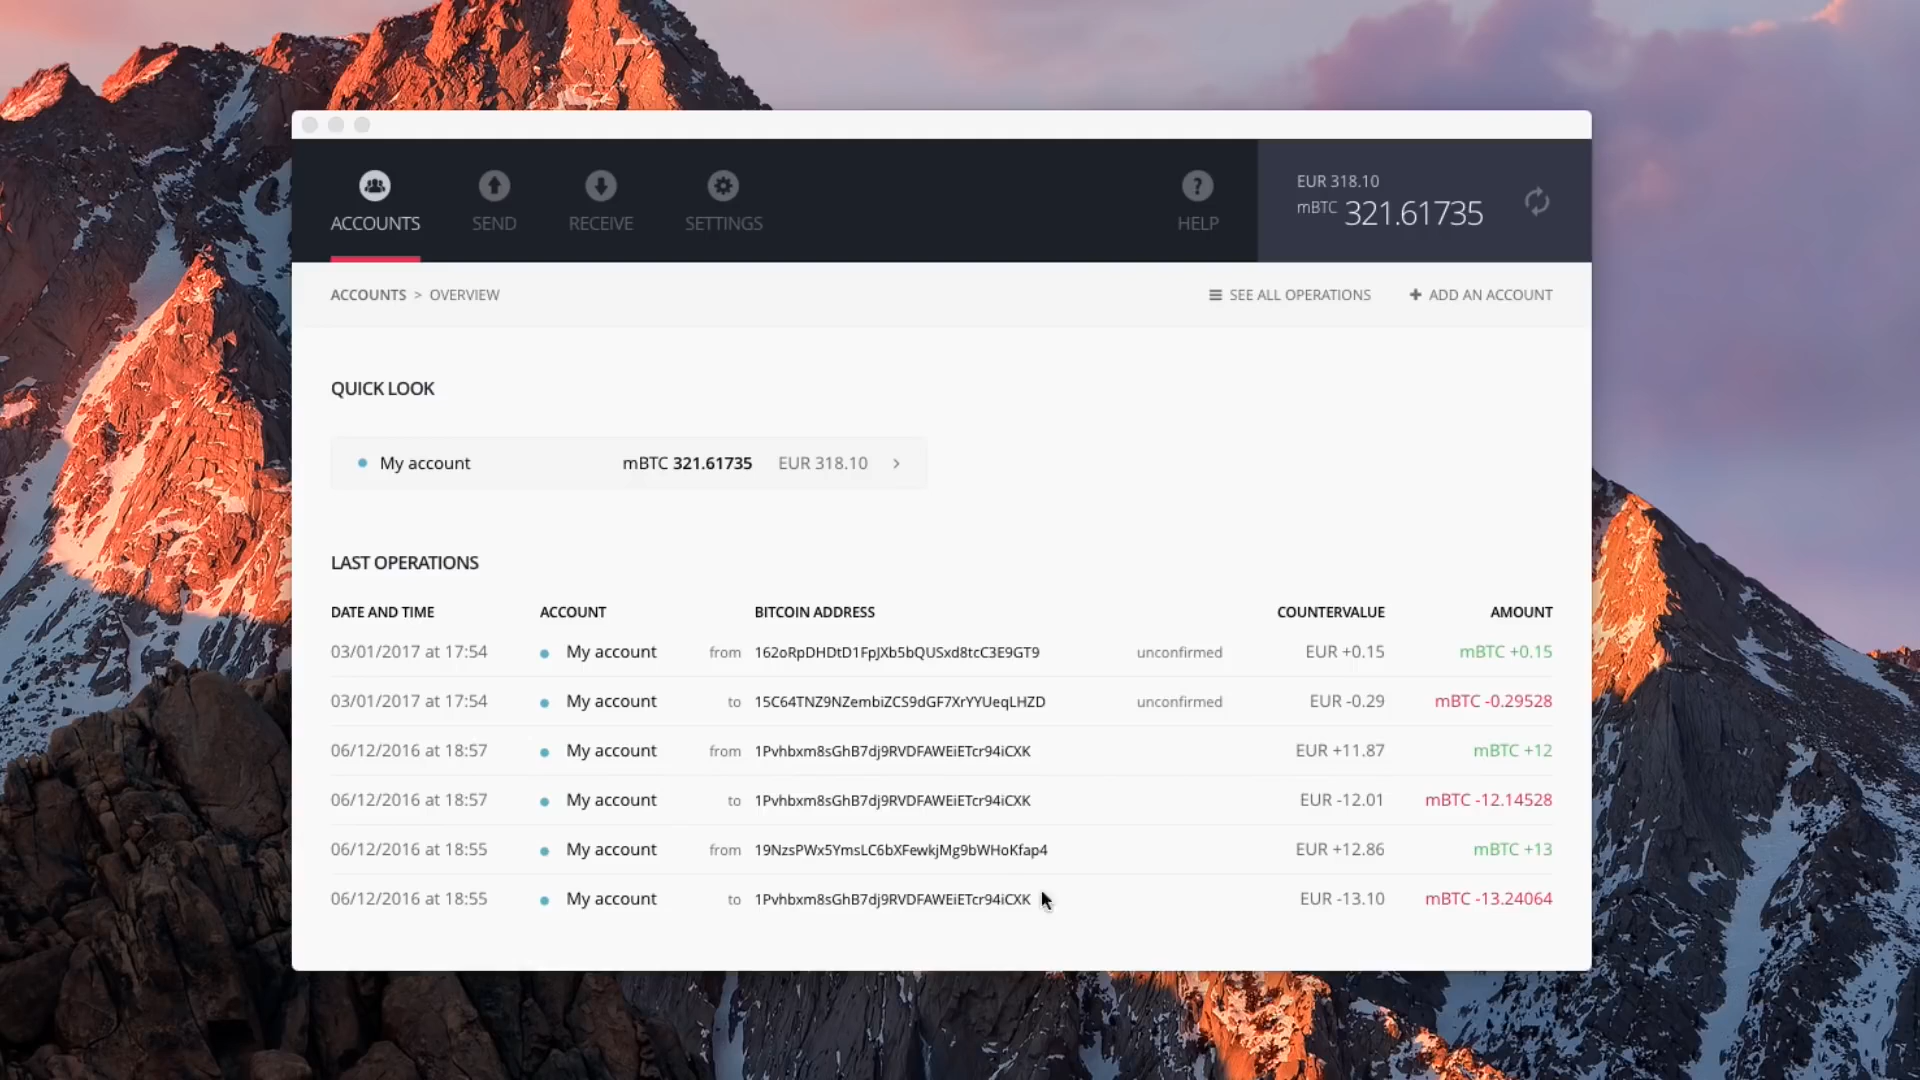 ACCOUNTS
SEND
RECEIVE
SETTINGS
? HELP
EUR 318.10
mBTC 321.61735
ACCOUNTS > OVERVIEW
SEE ALL OPERATIONS
+ ADD AN ACCOUNT
QUICK LOOK
My account mBTC 321.61735 EUR 318.10 >
LAST OPERATIONS
DATE AND TIME ACCOUNT BITCOIN ADDRESS COUNTERVALUE AMOUNT
03/01/2017 at 17:54 My account from 162oRpDHDtD1FpJXb5bQUSxd8tcC3E9GT9 unconfirmed EUR +0.15 mBTC +0.15
03/01/2017 at 17:54 My account to 15C64TNZ9NZembiZCS9dGF7XrYYUeqLHZD unconfirmed EUR -0.29 mBTC -0.29528
06/12/2016 at 18:57 My account from 1Pvhbxm8sGhB7dj9RVDFAWEiETcr94iCXK EUR +11.87 mBTC +12
06/12/2016 at 18:57 My account to 1Pvhbxm8sGhB7dj9RVDFAWEiETcr94iCXK EUR -12.01 mBTC -12.14528
06/12/2016 at 18:55 My account from 19NzsPWx5YmsLC6bXFewkjMg9bWHoKfap4 EUR +12.86 mBTC +13
06/12/2016 at 18:55 My account to 1Pvhbxm8sGhB7dj9RVDFAWEiETcr94iCXK EUR -13.10 mBTC -13.24064